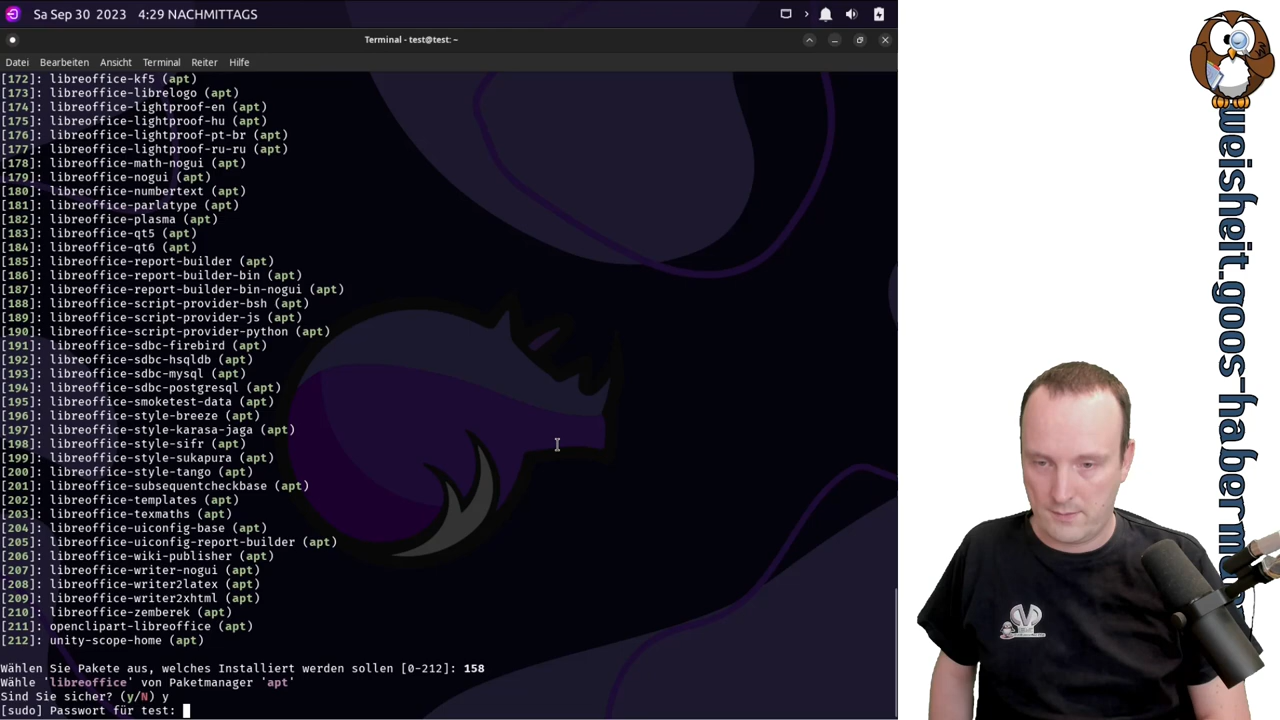 Sa Sep 30 2023 4:29 NACHMITTAGS
Terminal - test@test: ~
Datei Bearbeiten Ansicht Terminal Reiter Hilfe
[172]: libreoffice-kf5 (apt)
[173]: libreoffice-librelogo (apt)
[174]: libreoffice-lightproof-en (apt)
[175]: libreoffice-lightproof-hu (apt)
[176]: libreoffice-lightproof-pt-br (apt)
[177]: libreoffice-lightproof-ru-ru (apt)
[178]: libreoffice-math-nogui (apt)
[179]: libreoffice-nogui (apt)
[180]: libreoffice-numbertext (apt)
[181]: libreoffice-parlatype (apt)
[182]: libreoffice-plasma (apt)
[183]: libreoffice-qt5 (apt)
[184]: libreoffice-qt6 (apt)
[185]: libreoffice-report-builder (apt)
[186]: libreoffice-report-builder-bin (apt)
[187]: libreoffice-report-builder-bin-nogui (apt)
[188]: libreoffice-script-provider-bsh (apt)
[189]: libreoffice-script-provider-js (apt)
[190]: libreoffice-script-provider-python (apt)
[191]: libreoffice-sdbc-firebird (apt)
[192]: libreoffice-sdbc-hsqldb (apt)
[193]: libreoffice-sdbc-mysql (apt)
[194]: libreoffice-sdbc-postgresql (apt)
[195]: libreoffice-smoketest-data (apt)
[196]: libreoffice-style-breeze (apt)
[197]: libreoffice-style-karasa-jaga (apt)
[198]: libreoffice-style-sifr (apt)
[199]: libreoffice-style-sukapura (apt)
[200]: libreoffice-style-tango (apt)
[201]: libreoffice-subsequentcheckbase (apt)
[202]: libreoffice-templates (apt)
[203]: libreoffice-texmaths (apt)
[204]: libreoffice-uiconfig-base (apt)
[205]: libreoffice-uiconfig-report-builder (apt)
[206]: libreoffice-wiki-publisher (apt)
[207]: libreoffice-writer-nogui (apt)
[208]: libreoffice-writer2latex (apt)
[209]: libreoffice-writer2xhtml (apt)
[210]: libreoffice-zemberek (apt)
[211]: openclipart-libreoffice (apt)
[212]: unity-scope-home (apt)
Wählen Sie Pakete aus, welches Installiert werden sollen [0-212]: 158
Wähle 'libreoffice' von Paketmanager 'apt'
Sind Sie sicher? (y/N) y
[sudo] Passwort für test: